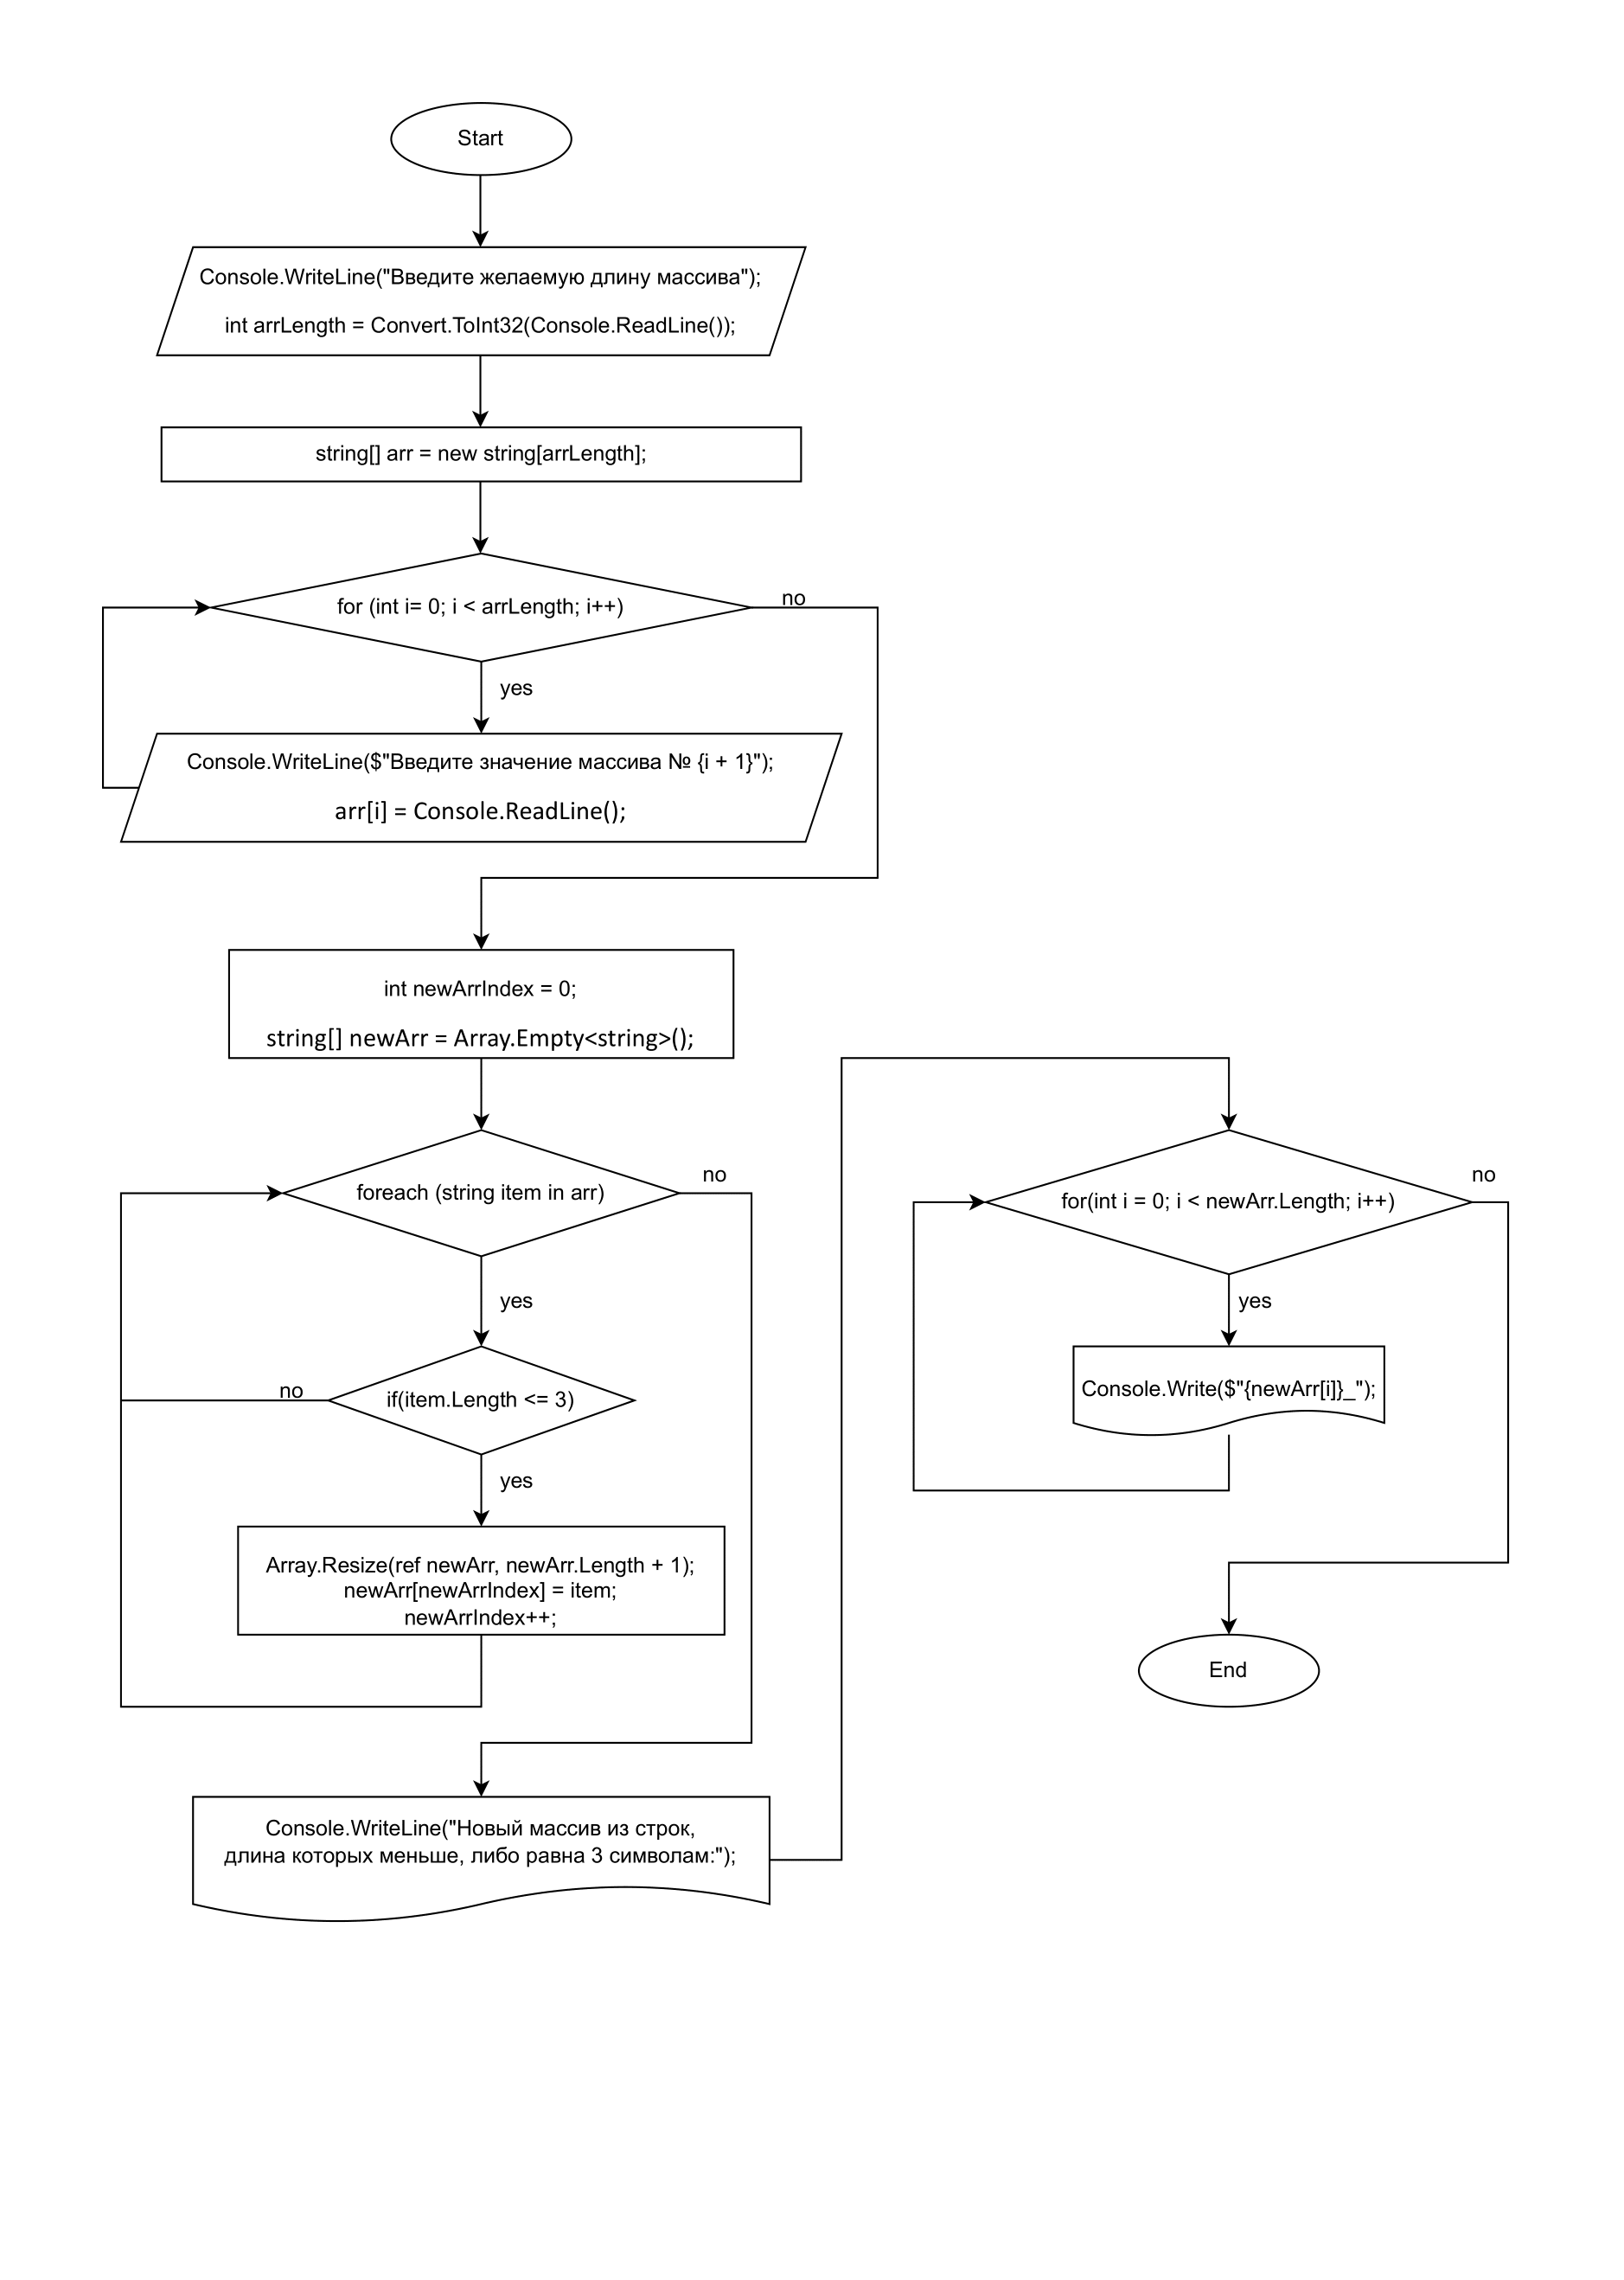 Start
Console.WriteLine("Введите желаемую длину массива");
int arrLength = Convert.ToInt32(Console.ReadLine());
string[] arr = new string[arrLength];
for (int i= 0; i < arrLength; i++)
no
yes
Console.WriteLine($"Введите значение массива № {i + 1}");
arr[i] = Console.ReadLine();
int newArrIndex = 0;
string[] newArr = Array.Empty<string>();
foreach (string item in arr)
no
yes
if(item.Length <= 3)
no
yes
Array.Resize(ref newArr, newArr.Length + 1);
newArr[newArrIndex] = item;
newArrIndex++;
Console.WriteLine("Новый массив из строк,
длина которых меньше, либо равна 3 символам:");
for(int i = 0; i < newArr.Length; i++)
no
yes
Console.Write($"{newArr[i]}_");
End